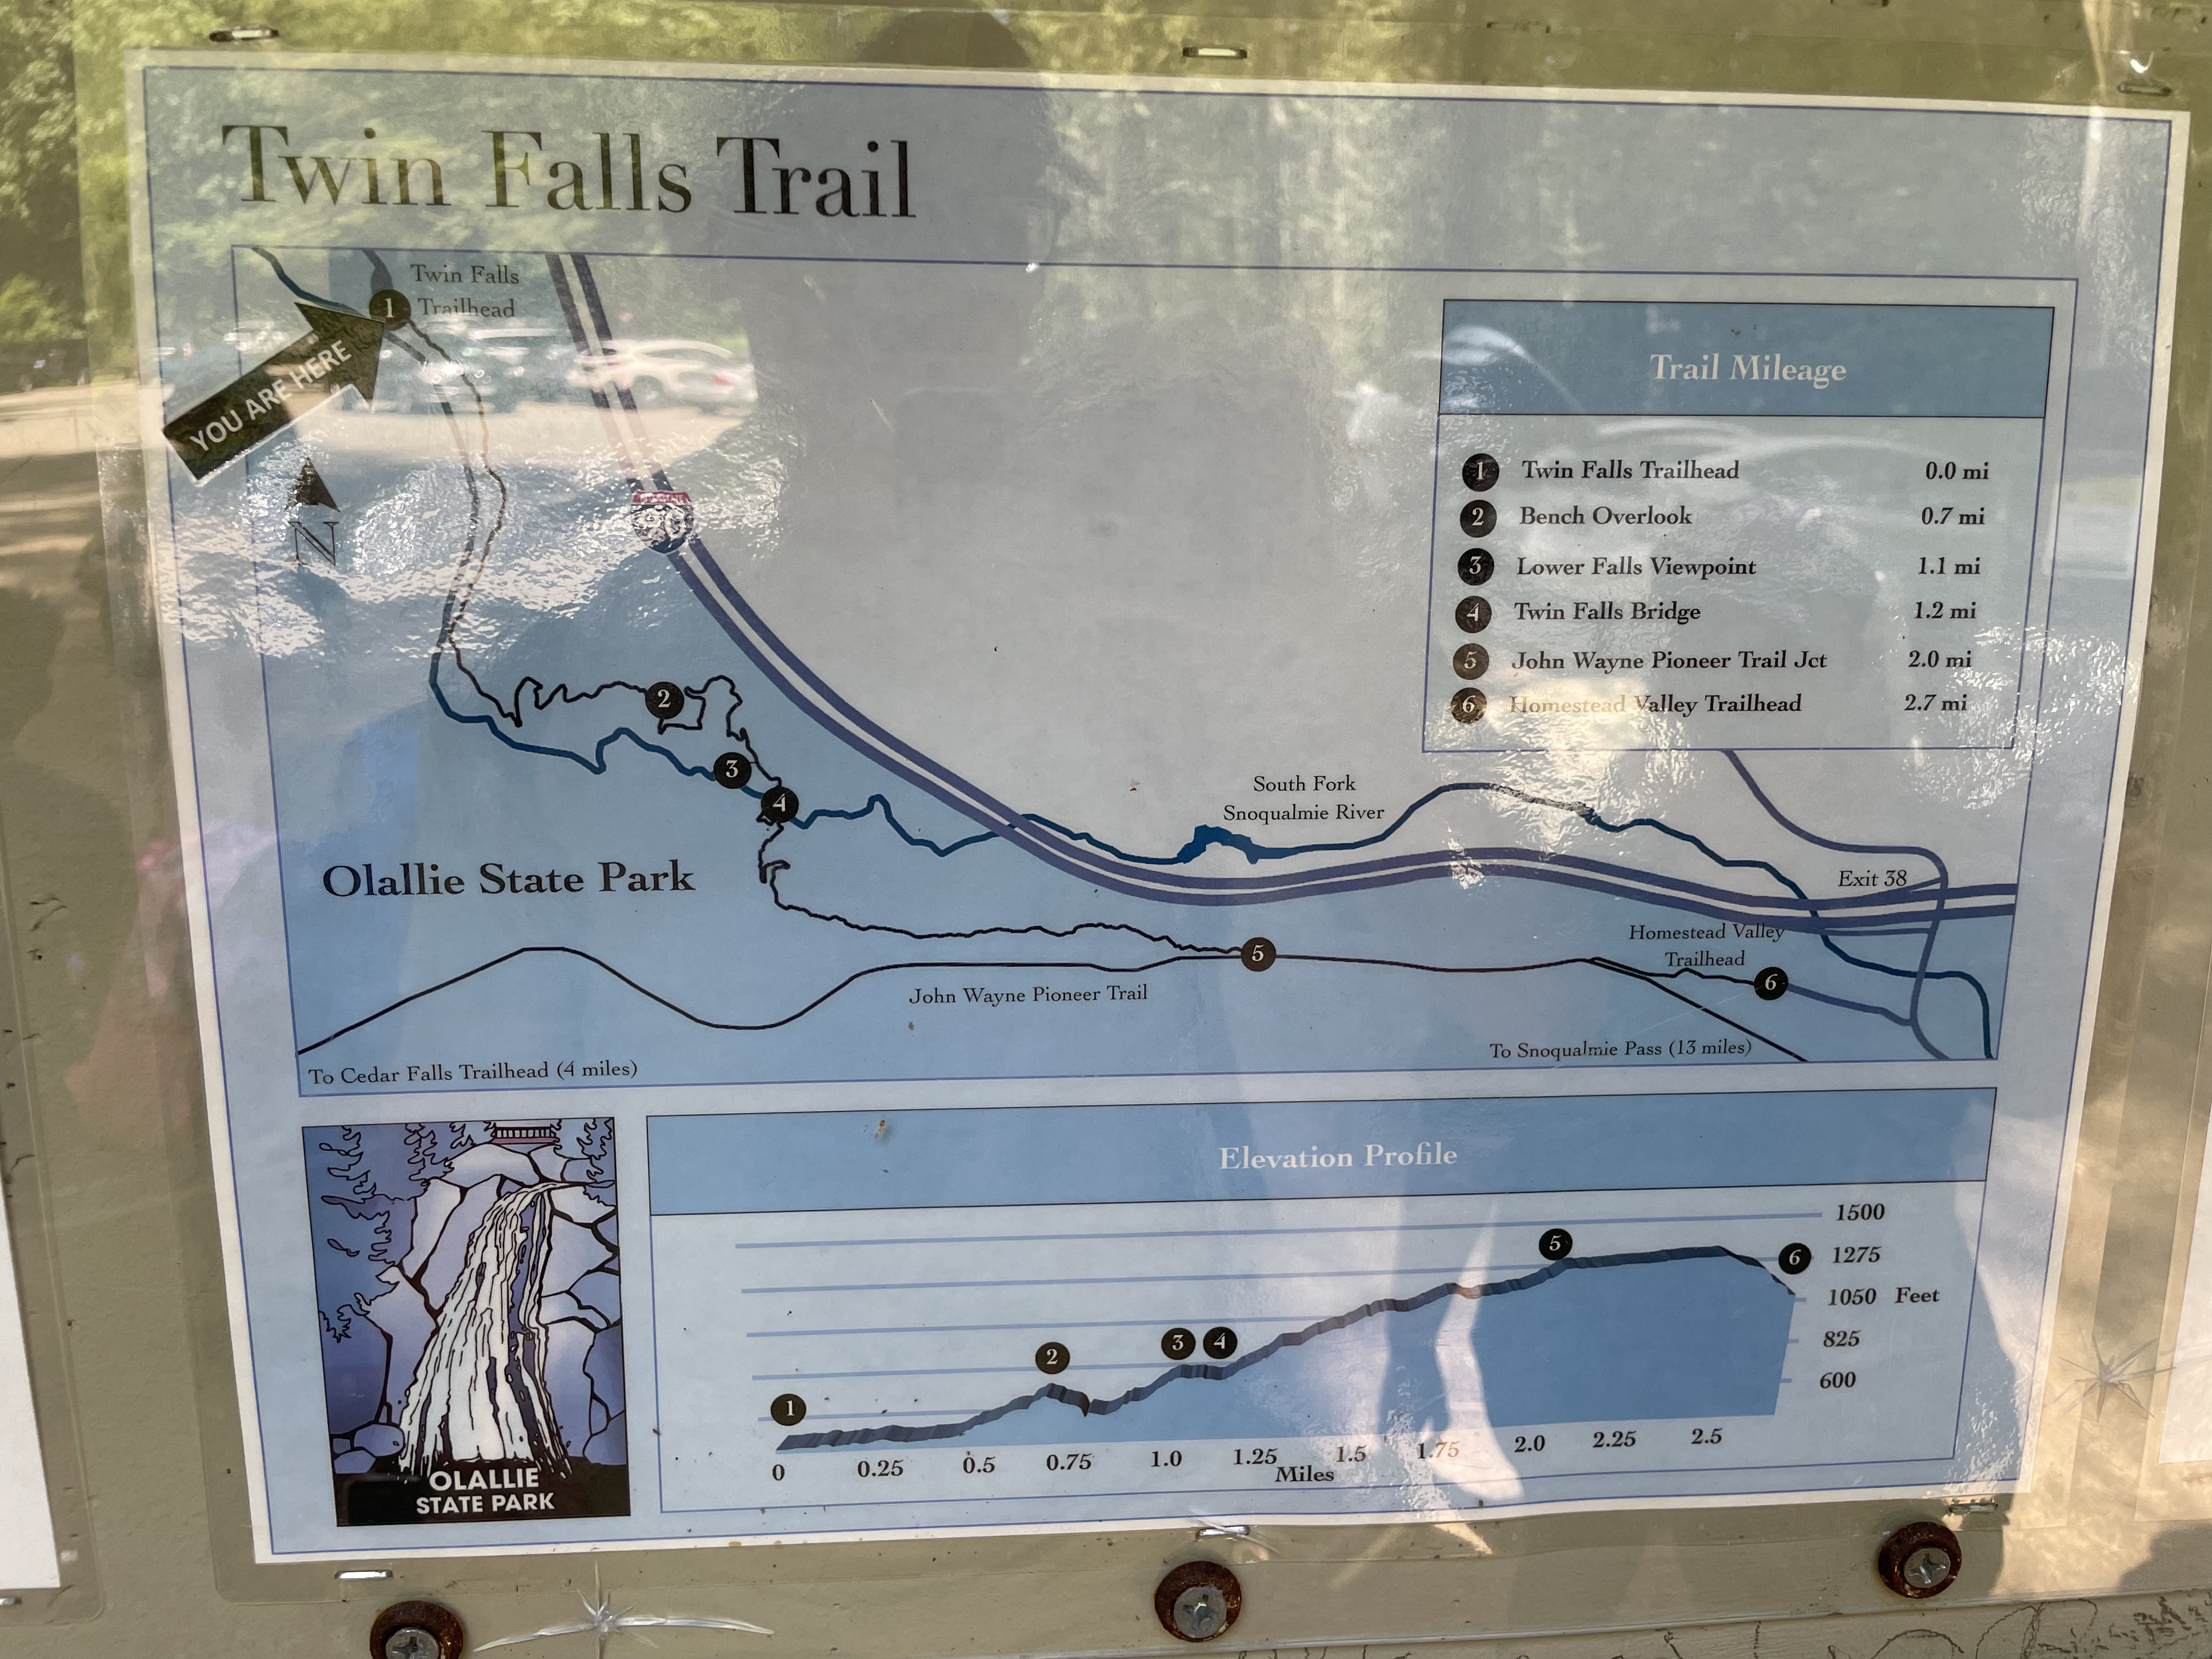 Twin Falls Trail
Twin Falls
Trailhead
1
YOU ARE HERE
N
Trail Mileage
1 Twin Falls Trailhead 0.0 mi
2 Bench Overlook 0.7 mi
3 Lower Falls Viewpoint 1.1 mi
4 Twin Falls Bridge 1.2 mi
5 John Wayne Pioneer Trail Jct 2.0 mi
6 Homestead Valley Trailhead 2.7 mi
2
3
4
South Fork
Snoqualmie River
Olallie State Park
Exit 38
Homestead Valley
Trailhead
5
6
John Wayne Pioneer Trail
To Snoqualmie Pass (13 miles)
To Cedar Falls Trailhead (4 miles)
Elevation Profile
1500
1275
1050 Feet
825
600
1
2
3
4
5
6
0 0.25 0.5 0.75 1.0 1.25 1.5 1.75 2.0 2.25 2.5
Miles
OLALLIE
STATE PARK